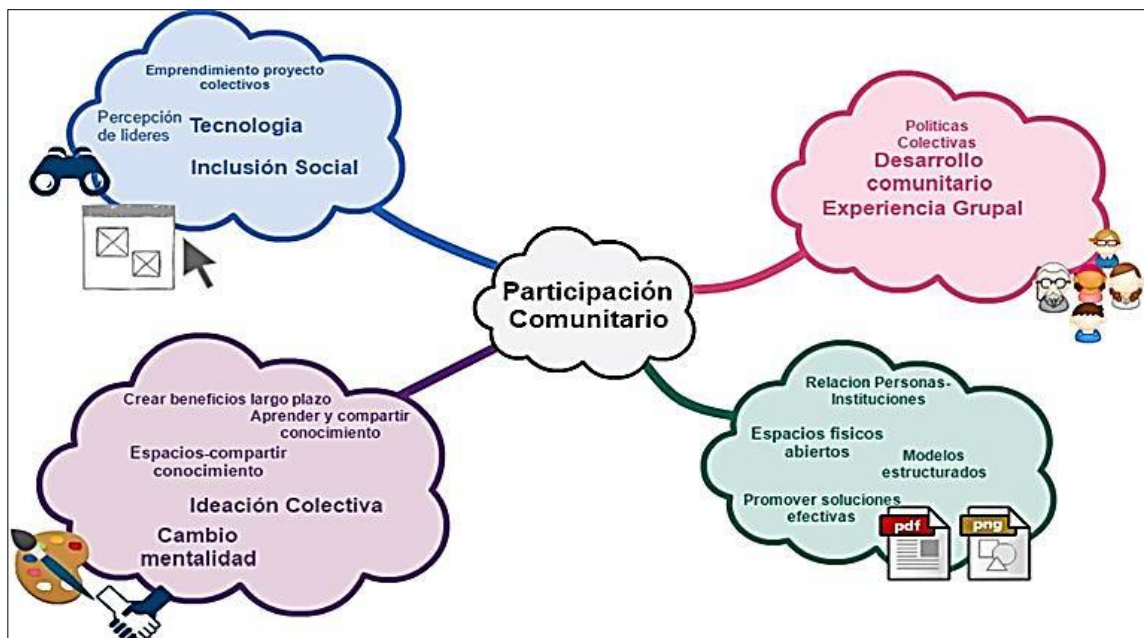 Emprendimiento proyecto
colectivos
Percepción
de lideres
Tecnologia
Inclusión Social
Politicas
Colectivas
Desarrollo
comunitario
Experiencia Grupal
Participación
Comunitario
Crear beneficios largo plazo
Aprender y compartir
conocimiento
Espacios-compartir
conocimiento
Ideación Colectiva
Cambio
mentalidad
Relacion Personas-
Instituciones
Espacios fisicos
abiertos
Modelos
estructurados
Promover soluciones
efectivas
pdf
png